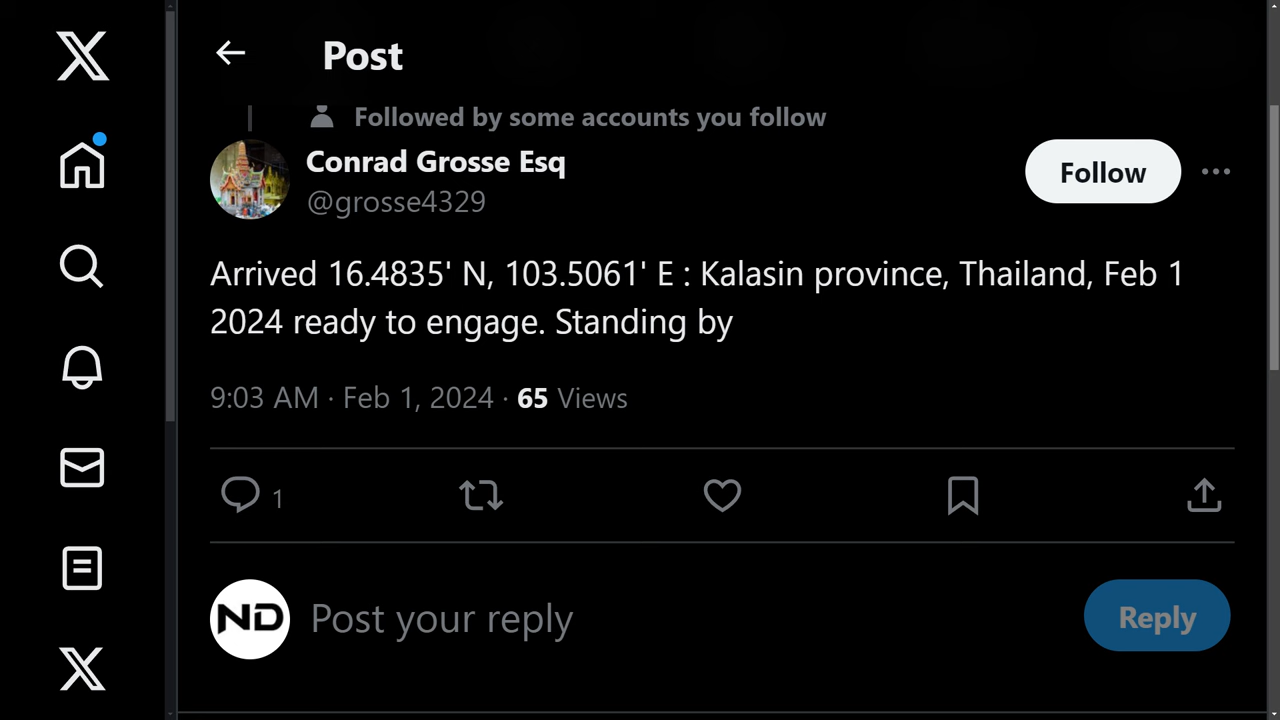 Post
Followed by some accounts you follow
Conrad Grosse Esq
@grosse4329
Follow
Arrived 16.4835' N, 103.5061' E : Kalasin province, Thailand, Feb 1
2024 ready to engage. Standing by
9:03 AM · Feb 1, 2024 · 65 Views
1
ND
Post your reply
Reply